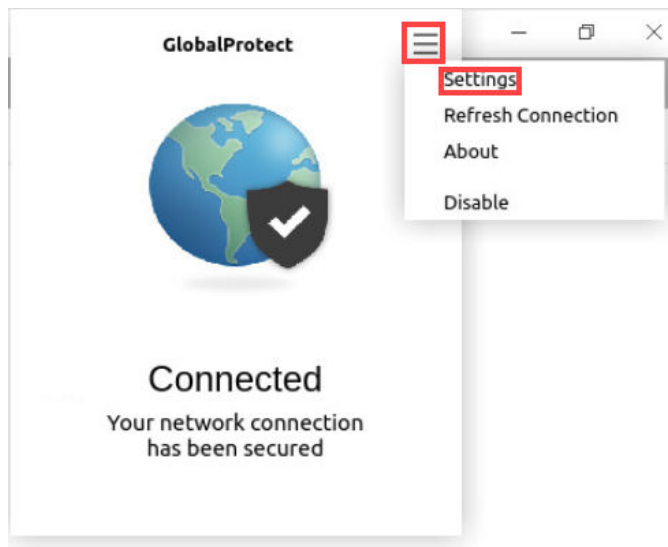 GlobalProtect
Settings
Refresh Connection
About
Disable
Connected
Your network connection
has been secured